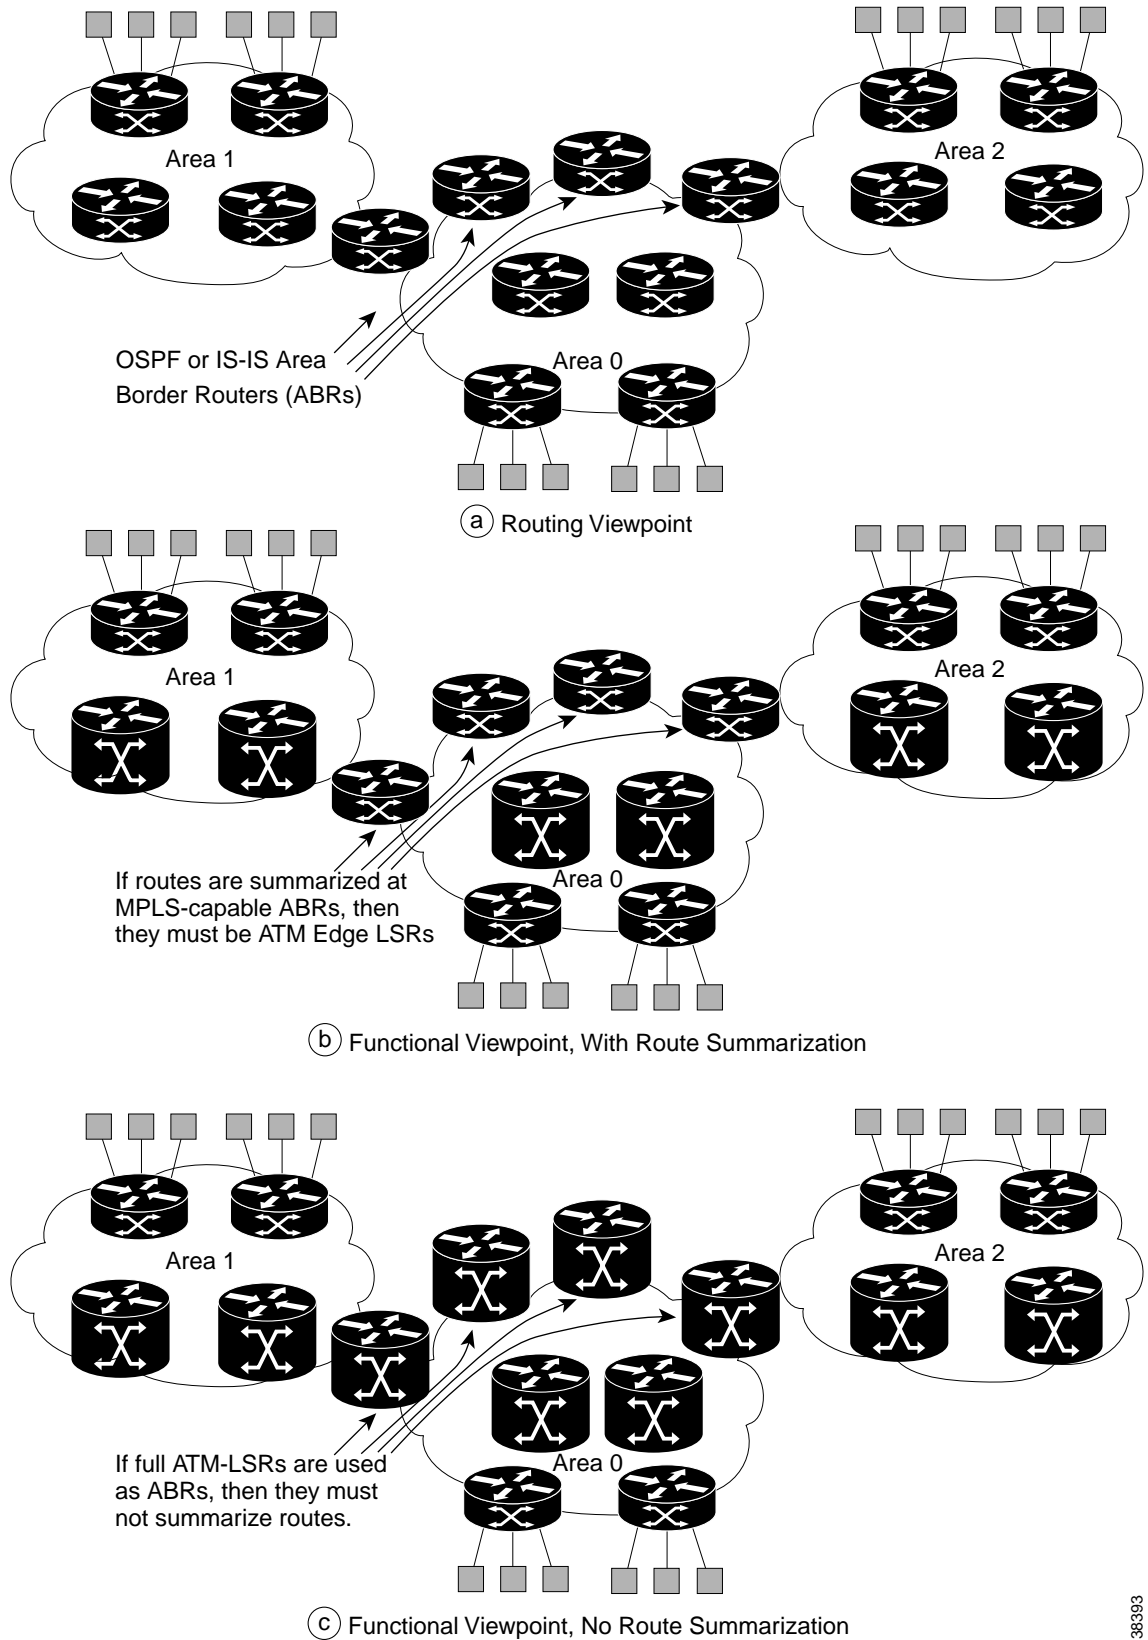 Area 1
Area 2
OSPF or IS-IS Area
Border Routers (ABRs)
Area 0
a Routing Viewpoint
Area 1
Area 2
If routes are summarized at
MPLS-capable ABRs, then
they must be ATM Edge LSRs
Area 0
b Functional Viewpoint, With Route Summarization
Area 1
Area 2
If full ATM-LSRs are used
as ABRs, then they must
not summarize routes.
Area 0
c Functional Viewpoint, No Route Summarization
38393